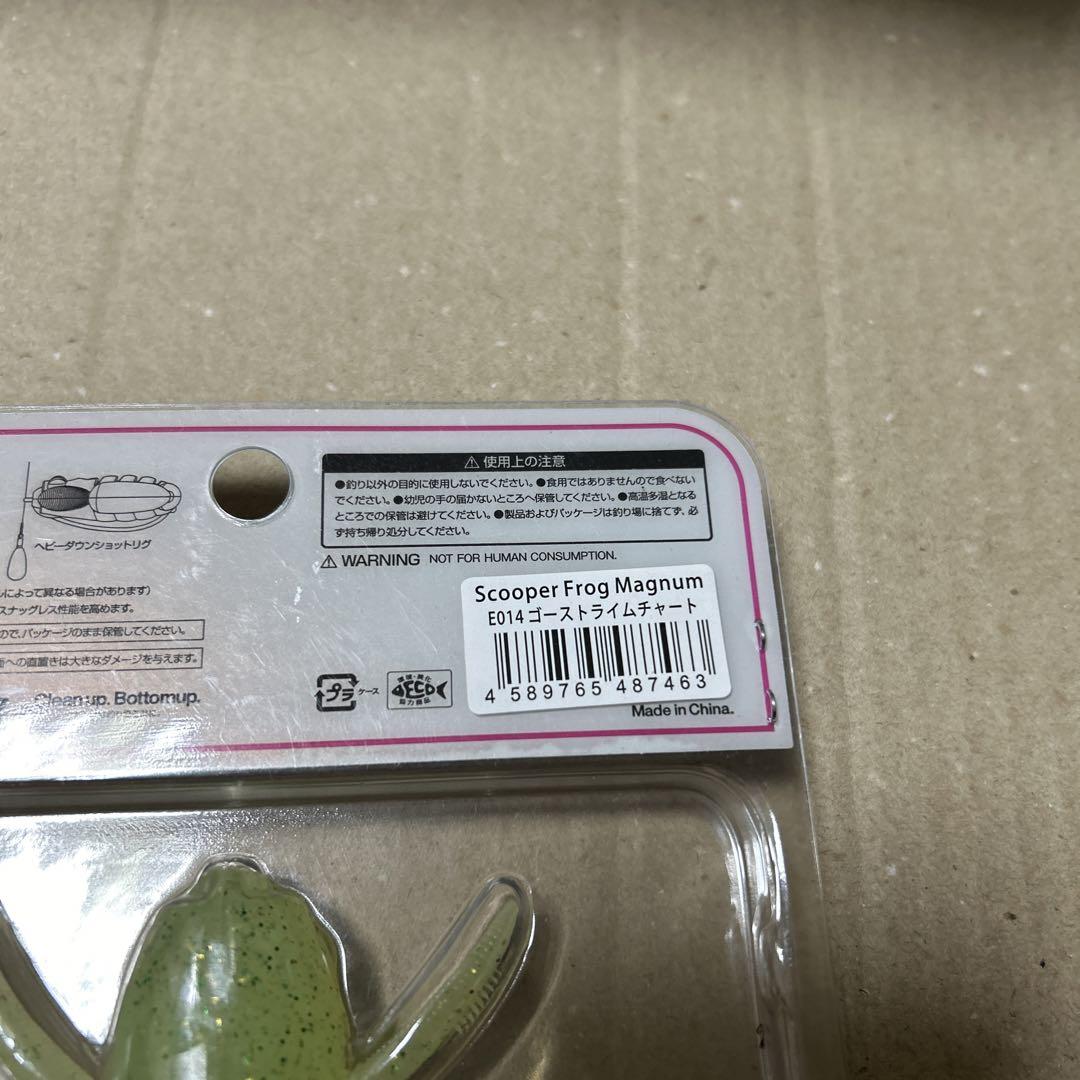 ⚠ 使用上の注意
●釣り以外の目的に使用しないでください。●食用ではありませんので食べない
でください。●幼児の手の届かないところへ保管してください。●高温多湿となる
ところでの保管は避けてください。●製品およびパッケージは釣り場に捨てず、必
ず持ち帰り処分してください。
⚠ WARNING NOT FOR HUMAN CONSUMPTION.
ヘビーダウンショットリグ
によって異なる場合があります)
スナッグレス性能を高めます。
ので、パッケージのまま保管してください。
面への直置きは大きなダメージを与えます。
Clean up. Bottomup.
Scooper Frog Magnum
E014 ゴーストライムチャート
4 589765 487463
プラ ケース
環境・美化
ECO
協力商品
Made in China.